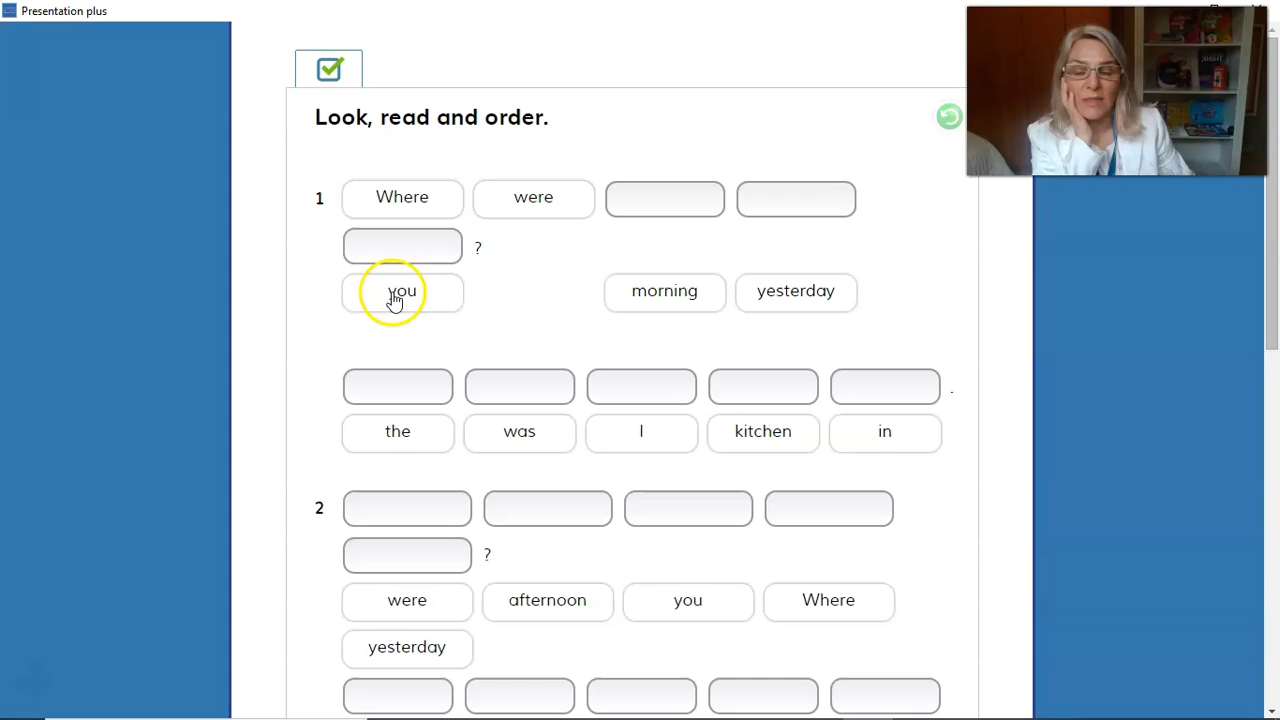 Presentation plus
Look, read and order.
1 Where were
?
you morning yesterday
.
the was I kitchen in
2
?
were afternoon you Where
yesterday